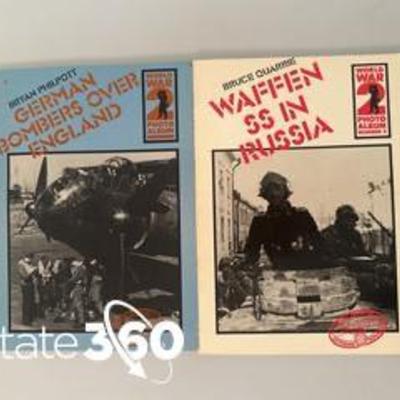 BRYAN PHILPOTT
GERMAN
BOMBERS OVER
ENGLAND
WORLD
WAR
2
PHOTO
ALBUM
BRUCE QUARRIE
WAFFEN
SS IN
RUSSIA
WORLD
WAR
2
PHOTO
ALBUM
tate360